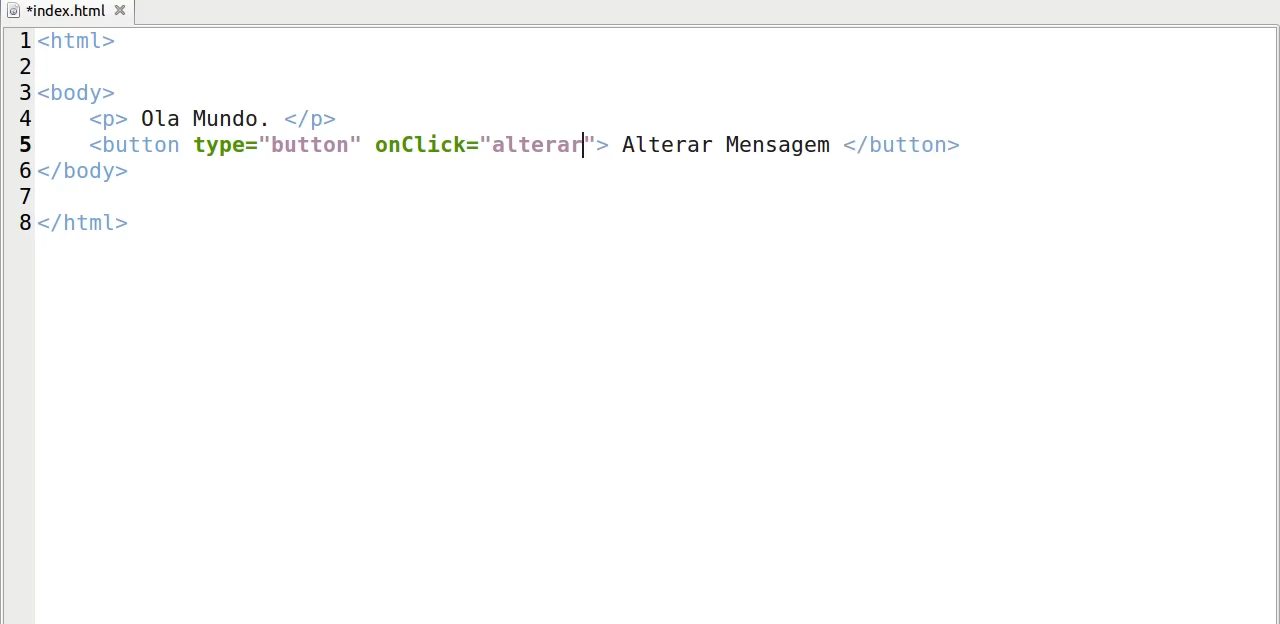 *index.html
1 <html>
2
3 <body>
4     <p> Ola Mundo. </p>
5     <button type="button" onClick="alterar"> Alterar Mensagem </button>
6 </body>
7
8 </html>